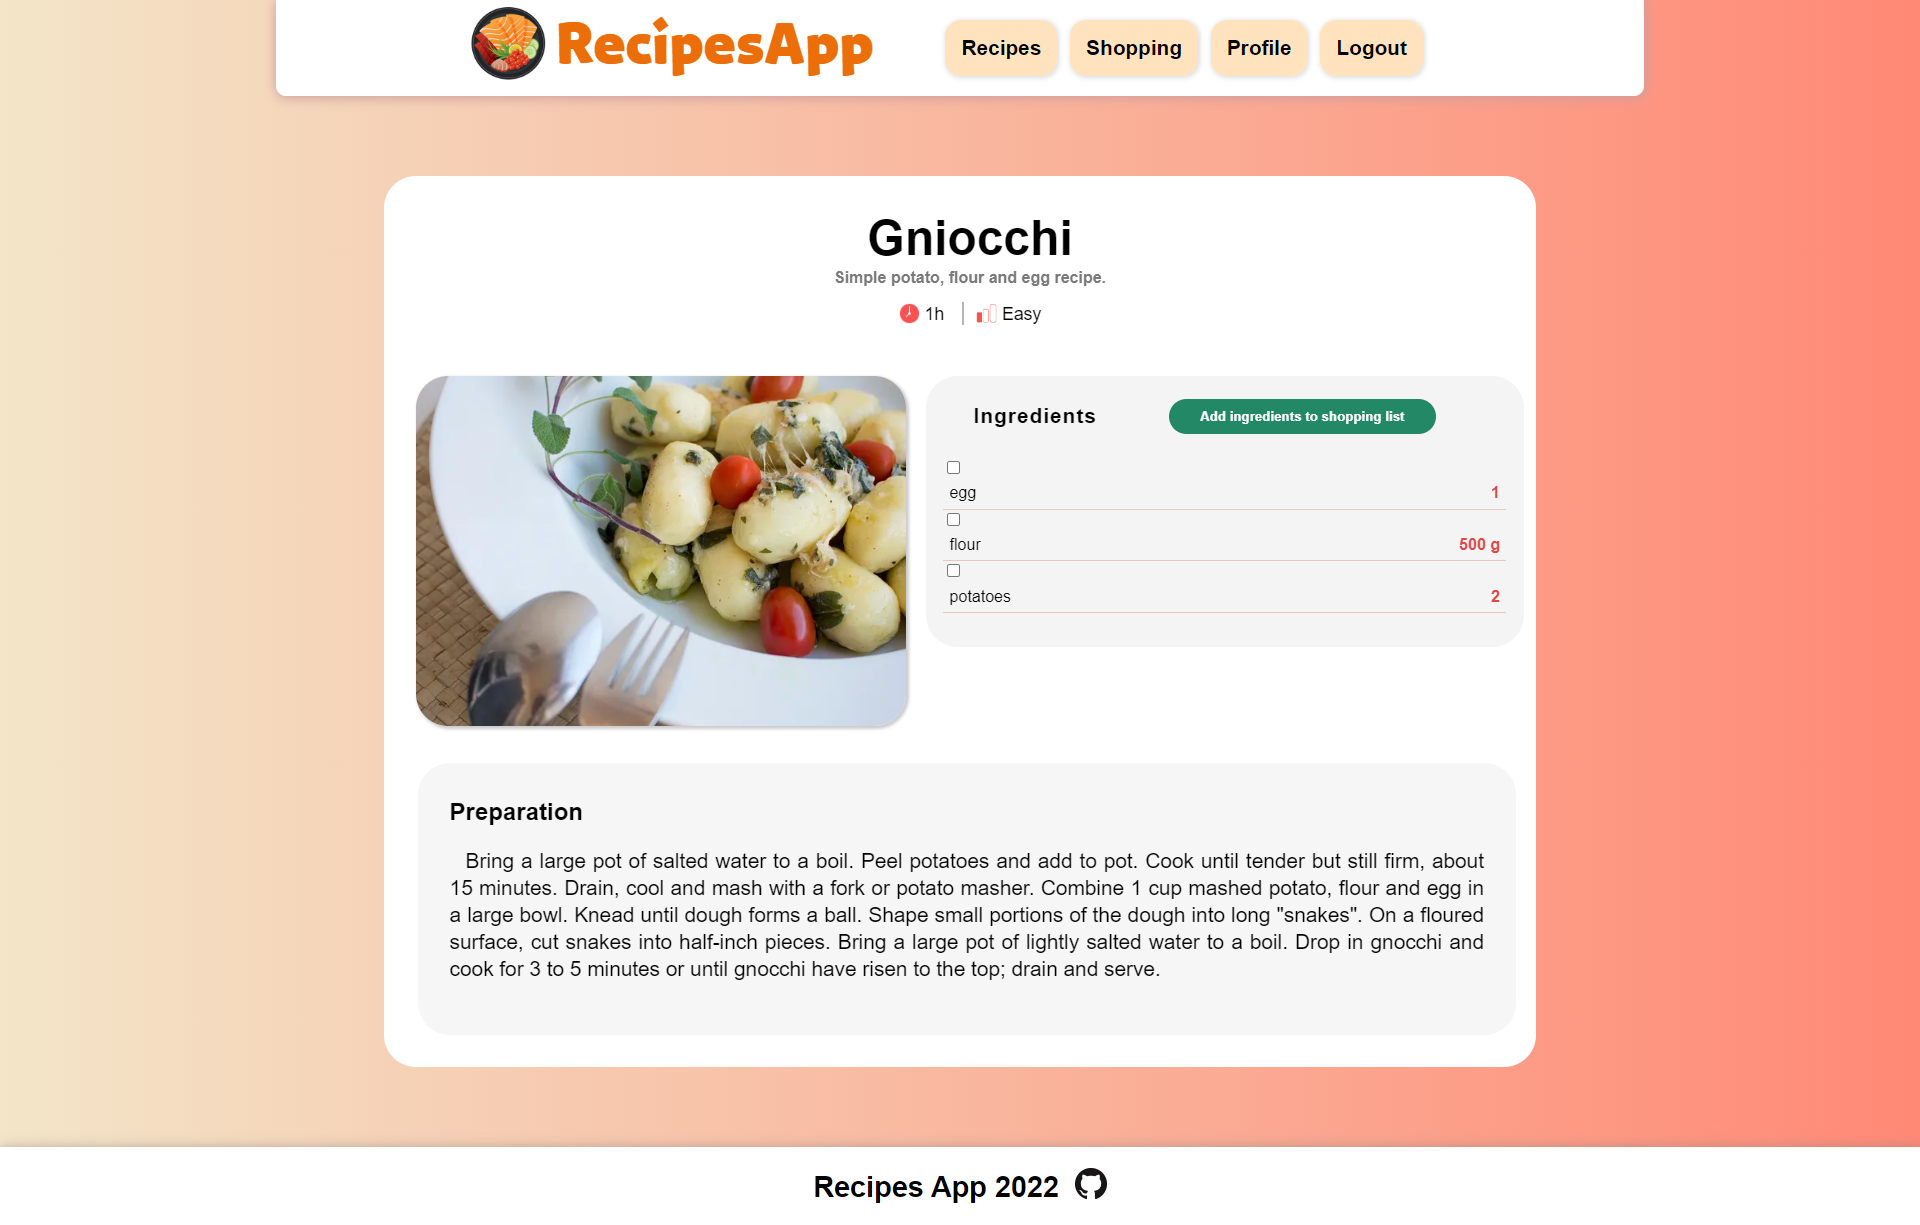 RecipesApp
Recipes
Shopping
Profile
Logout
Gniocchi
Simple potato, flour and egg recipe.
1h
Easy
Ingredients
Add ingredients to shopping list
egg 1
flour 500 g
potatoes 2
Preparation
Bring a large pot of salted water to a boil. Peel potatoes and add to pot. Cook until tender but still firm, about
15 minutes. Drain, cool and mash with a fork or potato masher. Combine 1 cup mashed potato, flour and egg in
a large bowl. Knead until dough forms a ball. Shape small portions of the dough into long "snakes". On a floured
surface, cut snakes into half-inch pieces. Bring a large pot of lightly salted water to a boil. Drop in gnocchi and
cook for 3 to 5 minutes or until gnocchi have risen to the top; drain and serve.
Recipes App 2022